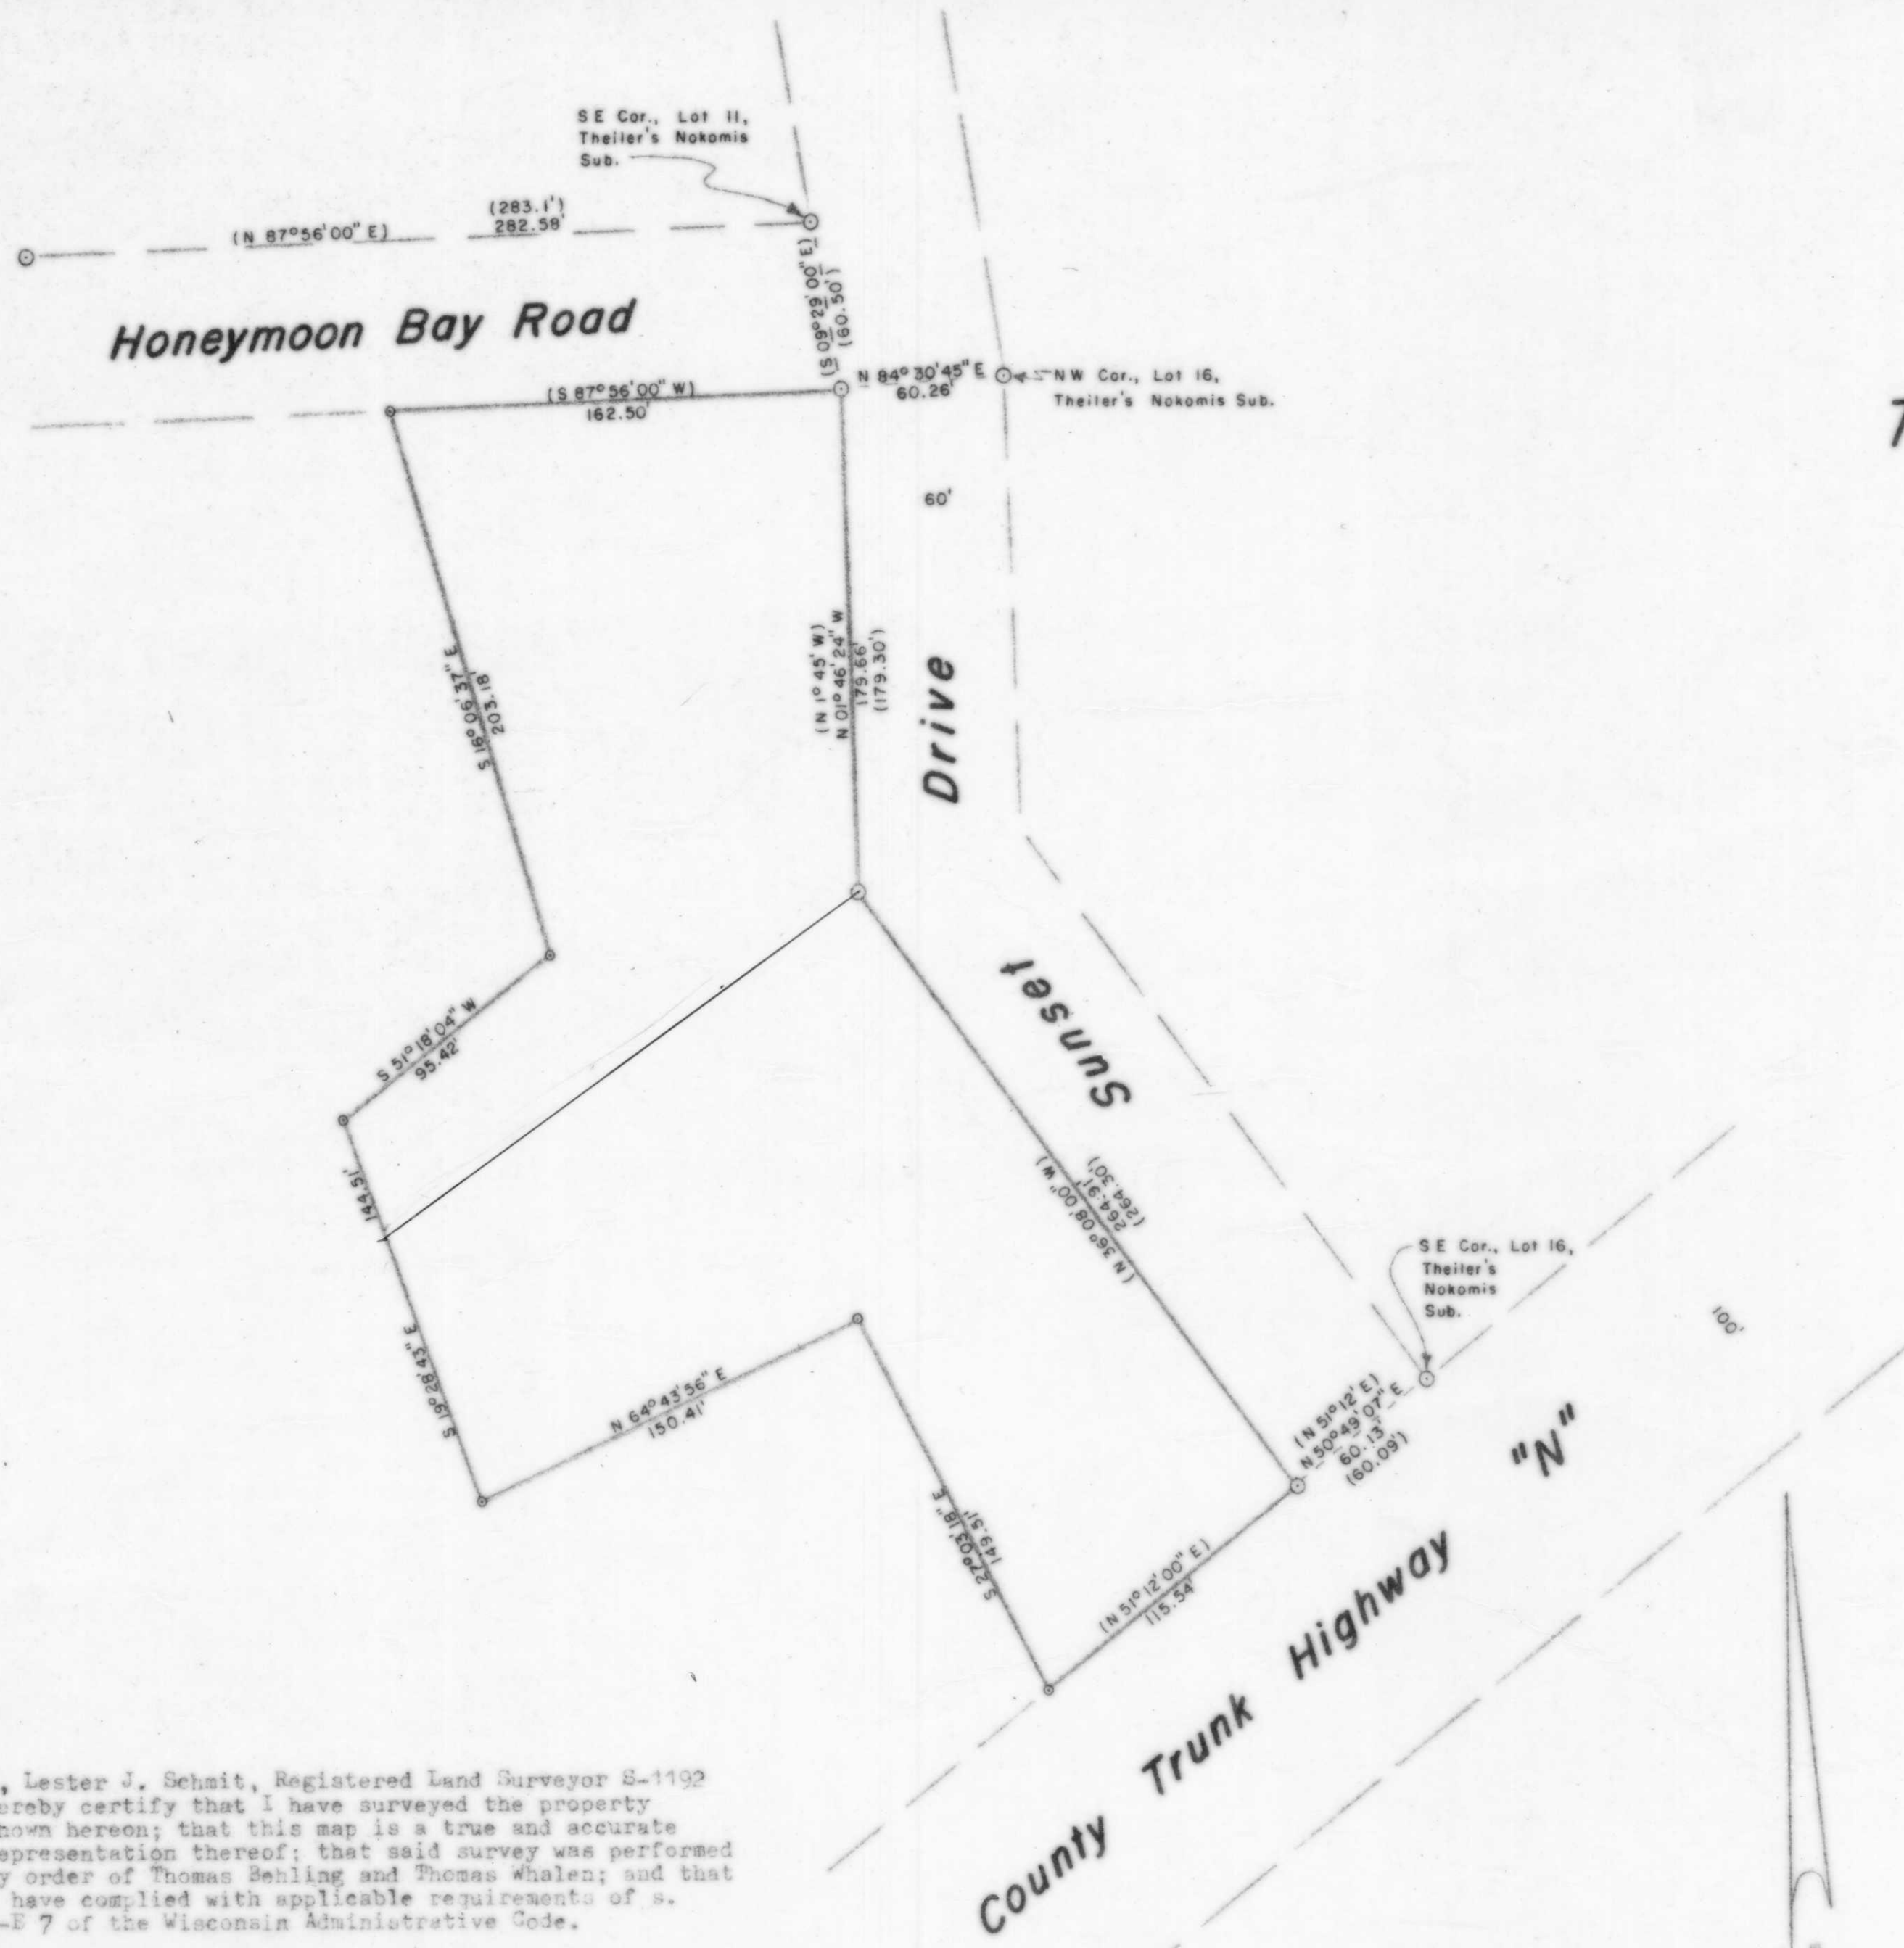 SE Cor., Lot 11,
Theiler's Nokomis
Sub.
(283.1')
(N 87°56'00" E)
282.58'
(S 09°29'00" E)
(60.50')
Honeymoon Bay Road
(S 87°56'00" W)
162.50'
N 84°30'45" E
60.26'
NW Cor., Lot 16,
Theiler's Nokomis Sub.
60'
S 16°06'37" E
203.18'
(N 1°45' W)
N 01°46'24" W
179.66'
(179.30')
Drive
Sunset
S 51°18'04" W
95.42'
144.51'
S 19°28'43" E
(N 36°08'00" W)
264.91'
(264.30')
SE Cor., Lot 16,
Theiler's
Nokomis
Sub.
100'
N 64°43'56" E
150.41'
S 27°03'18" E
149.51'
(N 51°12' E)
N 50°49'07" E
60.13'
(60.09')
(N 51°12'00" E)
115.54'
County Trunk Highway "N"
, Lester J. Schmit, Registered Land Surveyor S-1192
ereby certify that I have surveyed the property
hown hereon; that this map is a true and accurate
epresentation thereof; that said survey was performed
y order of Thomas Behling and Thomas Whalen; and that
have complied with applicable requirements of s.
-E 7 of the Wisconsin Administrative Code.